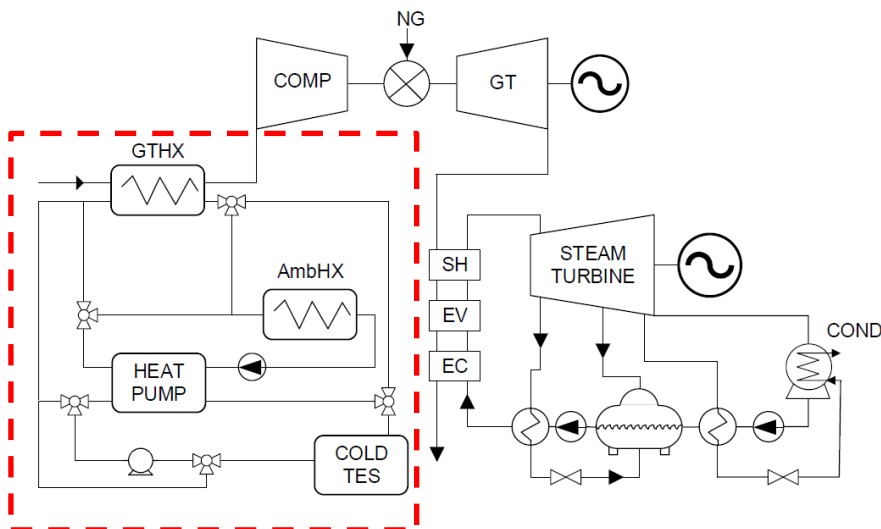 NG
COMP
GT
GTHX
AmbHX
HEAT
PUMP
COLD
TES
SH
EV
EC
STEAM
TURBINE
COND